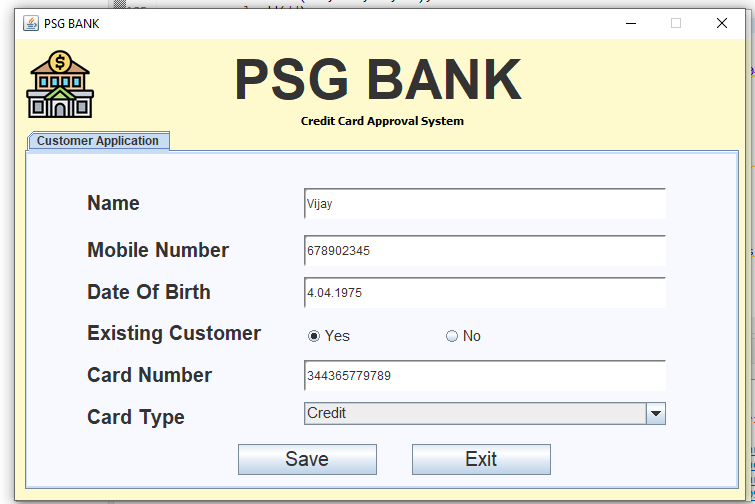 PSG BANK
PSG BANK
Credit Card Approval System
Customer Application
Name Vijay
Mobile Number 678902345
Date Of Birth 4.04.1975
Existing Customer Yes No
Card Number 344365779789
Card Type Credit
Save Exit